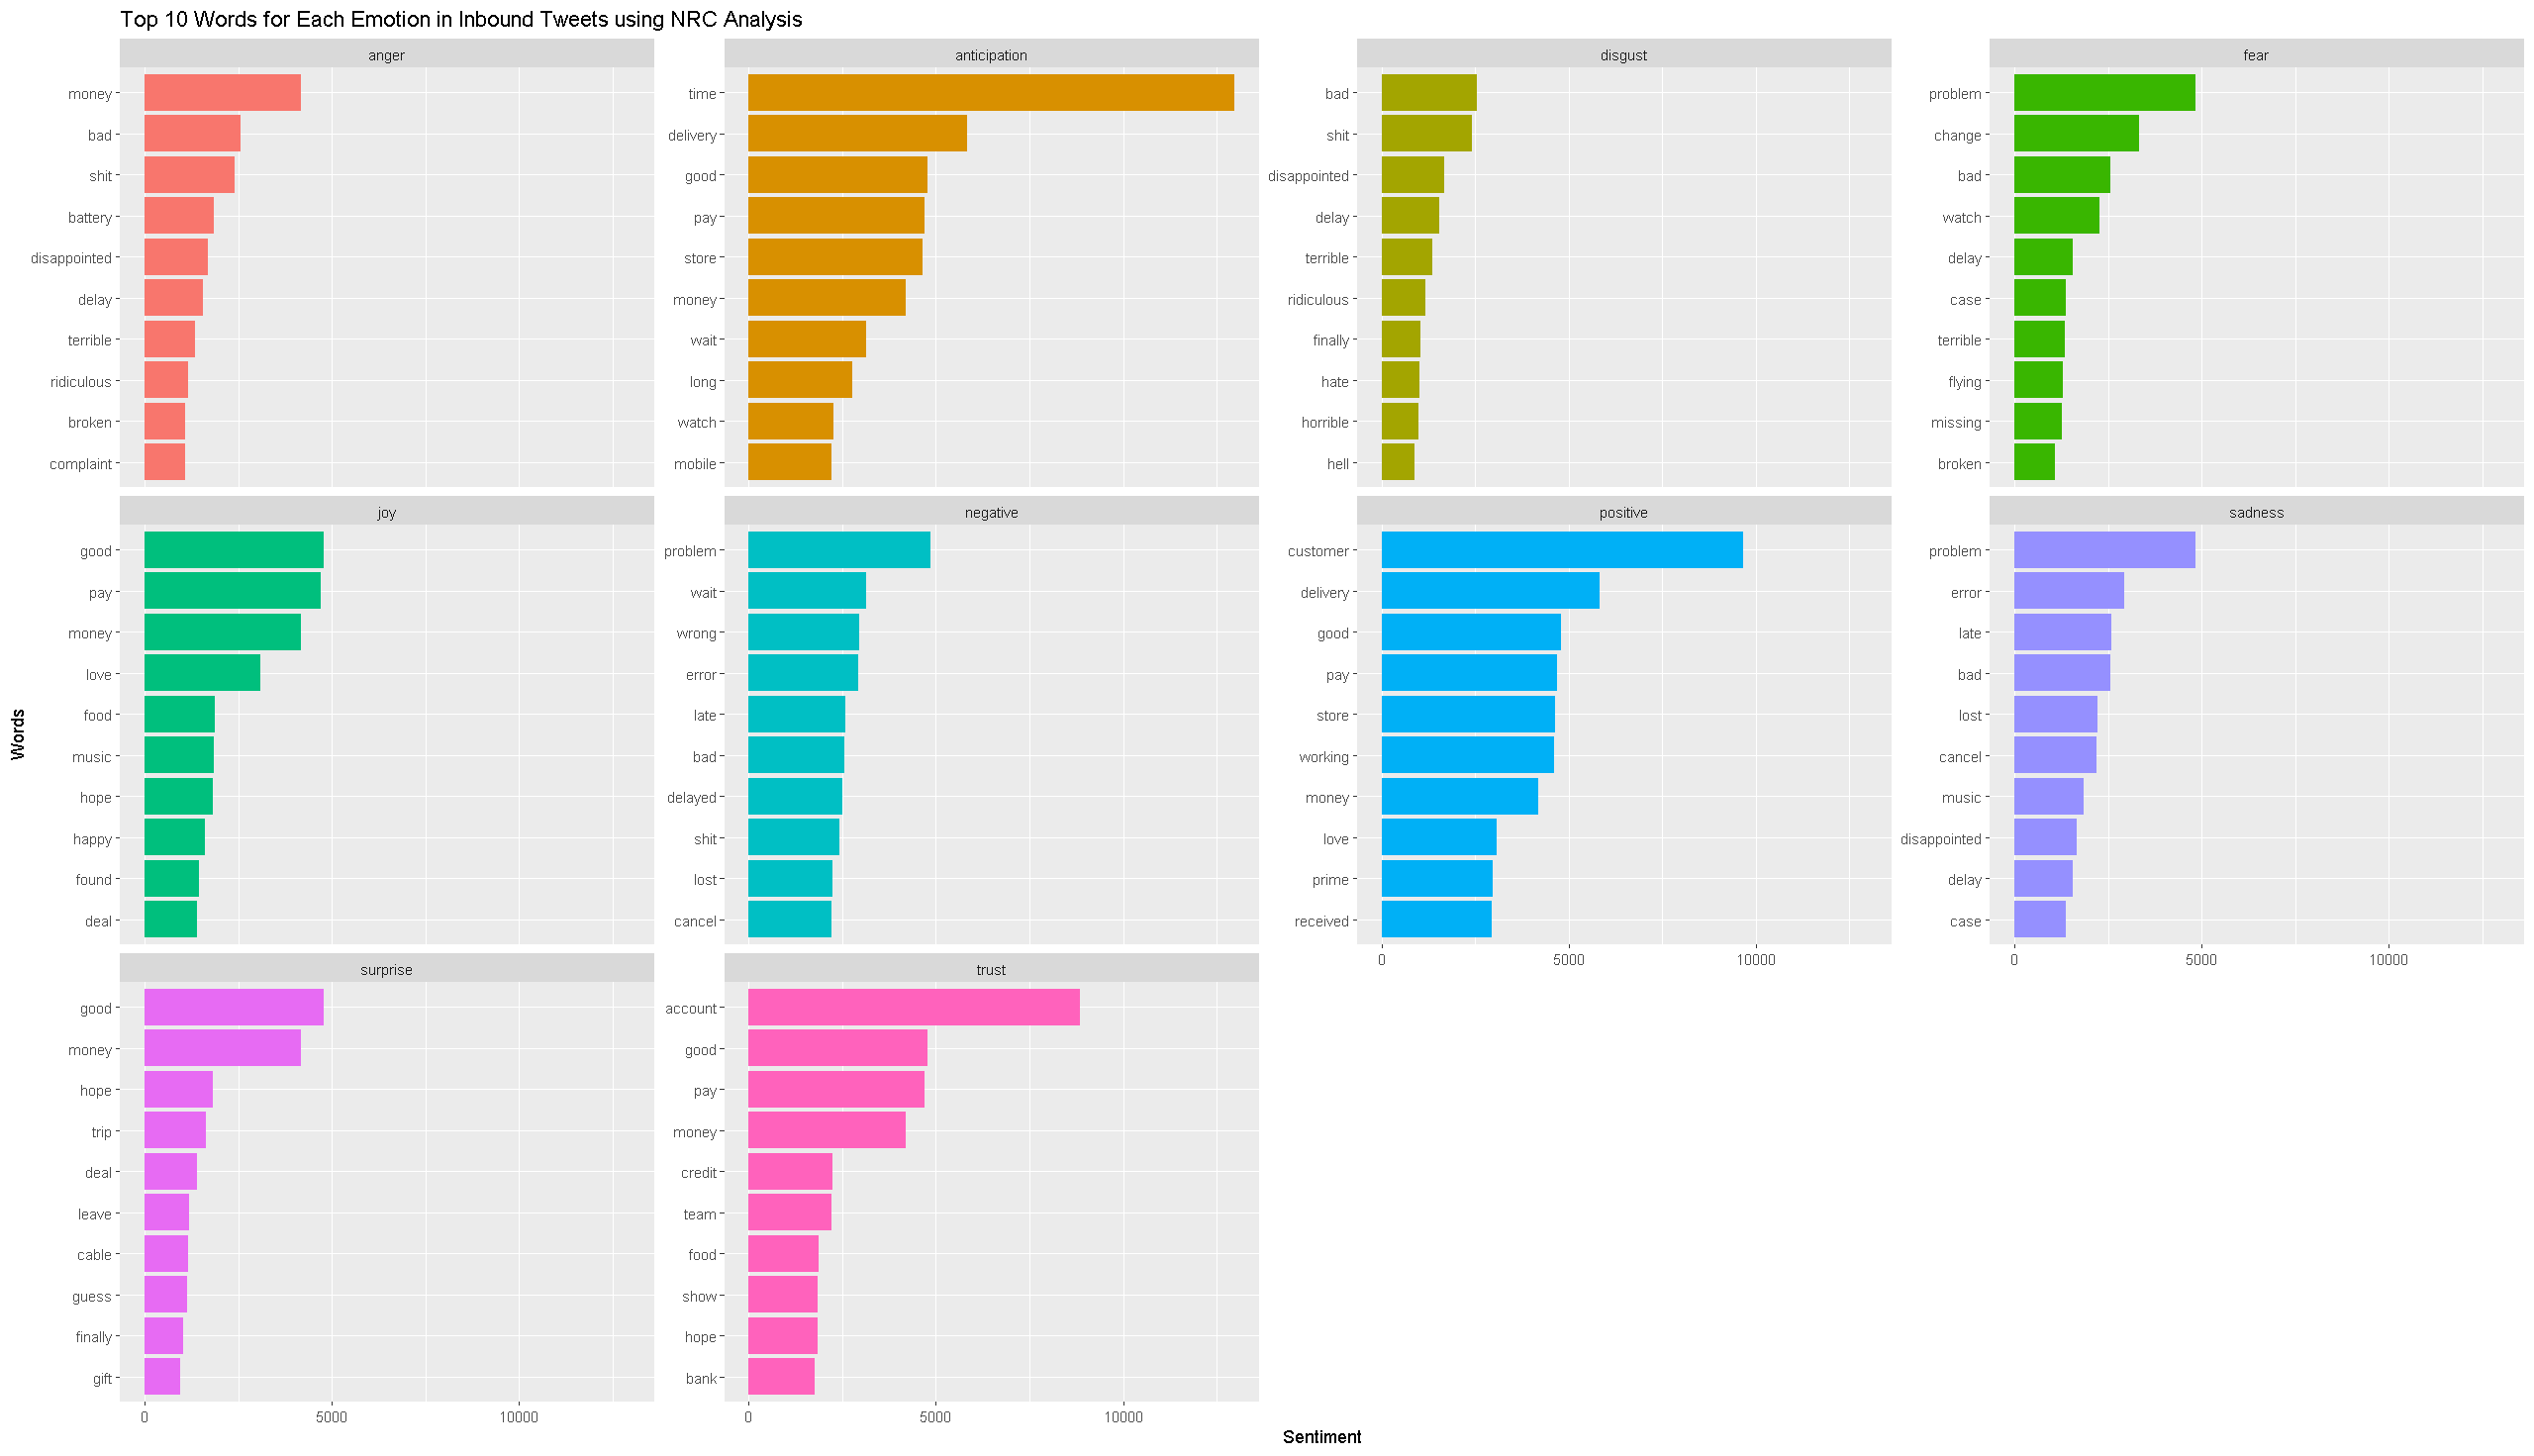 Top 10 Words for Each Emotion in Inbound Tweets using NRC Analysis
anger
money
bad
shit
battery
disappointed
delay
terrible
ridiculous
broken
complaint
anticipation
time
delivery
good
pay
store
money
wait
long
watch
mobile
disgust
bad
shit
disappointed
delay
terrible
ridiculous
finally
hate
horrible
hell
fear
problem
change
bad
watch
delay
case
terrible
flying
missing
broken
joy
good
pay
money
love
food
music
hope
happy
found
deal
negative
problem
wait
wrong
error
late
bad
delayed
shit
lost
cancel
positive
customer
delivery
good
pay
store
working
money
love
prime
received
0 5000 10000
sadness
problem
error
late
bad
lost
cancel
music
disappointed
delay
case
0 5000 10000
surprise
good
money
hope
trip
deal
leave
cable
guess
finally
gift
0 5000 10000
trust
account
good
pay
money
credit
team
food
show
hope
bank
0 5000 10000
Words
Sentiment